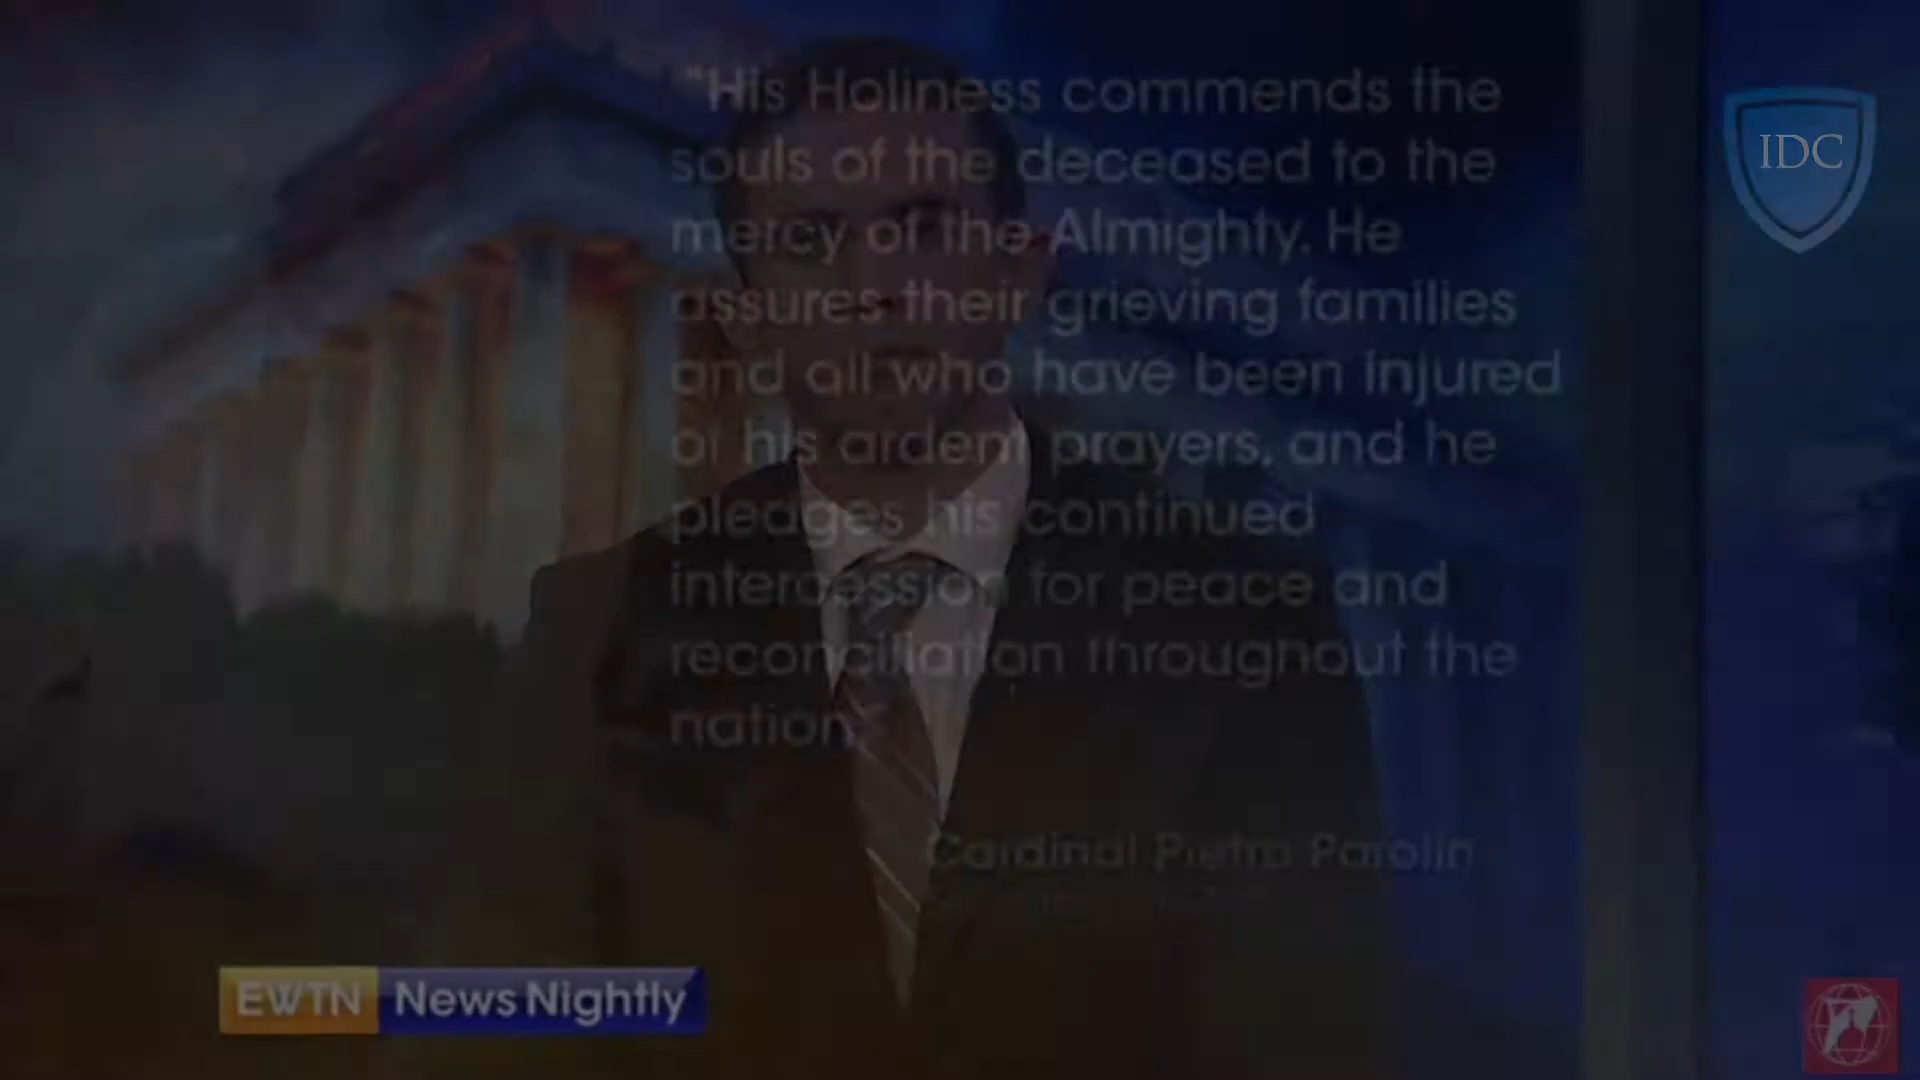 "His Holiness commends the
souls of the deceased to the
mercy of the Almighty. He
assures their grieving families
and all who have been injured
of his ardent prayers, and he
pledges his continued
intercession for peace and
reconciliation throughout the
nation"
Cardinal Pietro Parolin
IDC
EWTN News Nightly